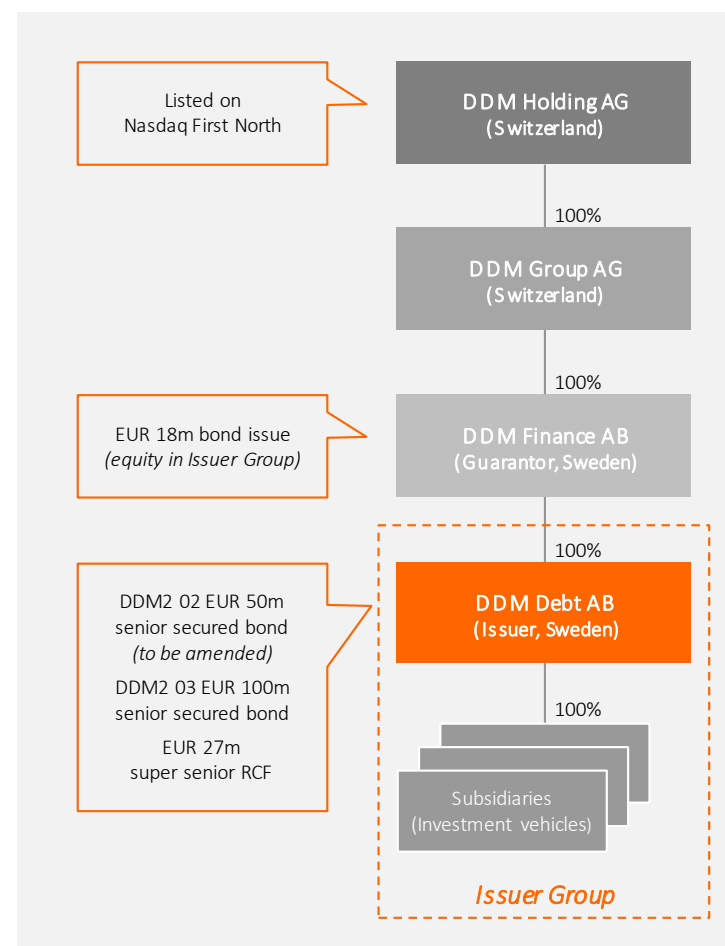 Listed on
Nasdaq First North
DDM Holding AG
(Switzerland)
100%
DDM Group AG
(Switzerland)
100%
EUR 18m bond issue
(equity in Issuer Group)
DDM Finance AB
(Guarantor, Sweden)
100%
DDM2 02 EUR 50m
senior secured bond
(to be amended)
DDM2 03 EUR 100m
senior secured bond
EUR 27m
super senior RCF
DDM Debt AB
(Issuer, Sweden)
100%
Subsidiaries
(Investment vehicles)
Issuer Group